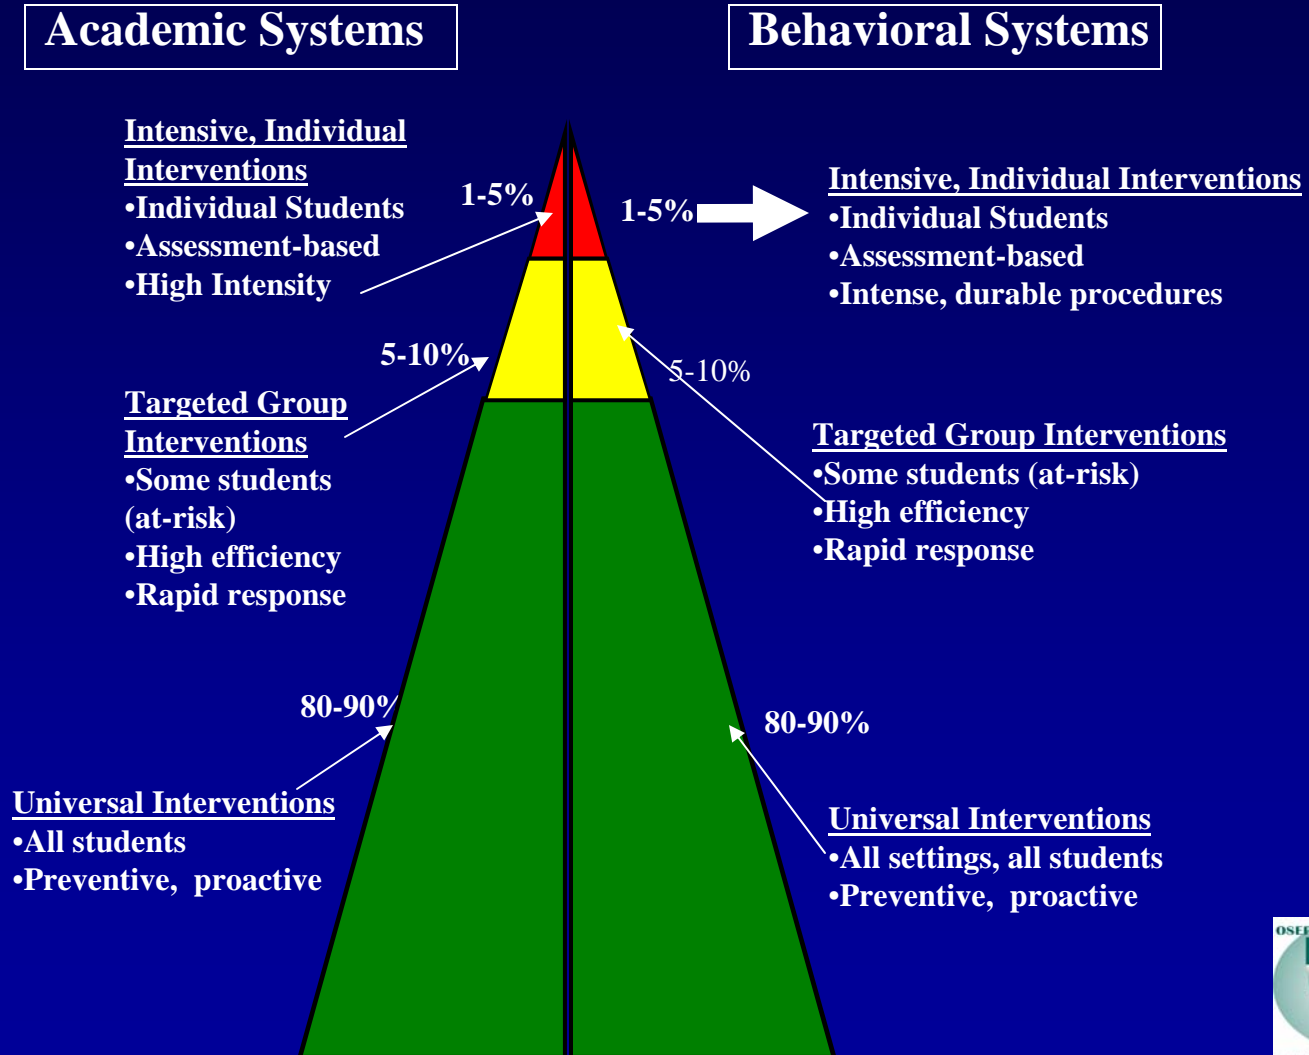 Academic Systems
Behavioral Systems
Intensive, Individual
Interventions
•Individual Students
•Assessment-based
•High Intensity
1-5%
1-5%
Intensive, Individual Interventions
•Individual Students
•Assessment-based
•Intense, durable procedures
5-10%
5-10%
Targeted Group
Interventions
•Some students
(at-risk)
•High efficiency
•Rapid response
Targeted Group Interventions
•Some students (at-risk)
•High efficiency
•Rapid response
80-90%
80-90%
Universal Interventions
•All students
•Preventive, proactive
Universal Interventions
•All settings, all students
•Preventive, proactive